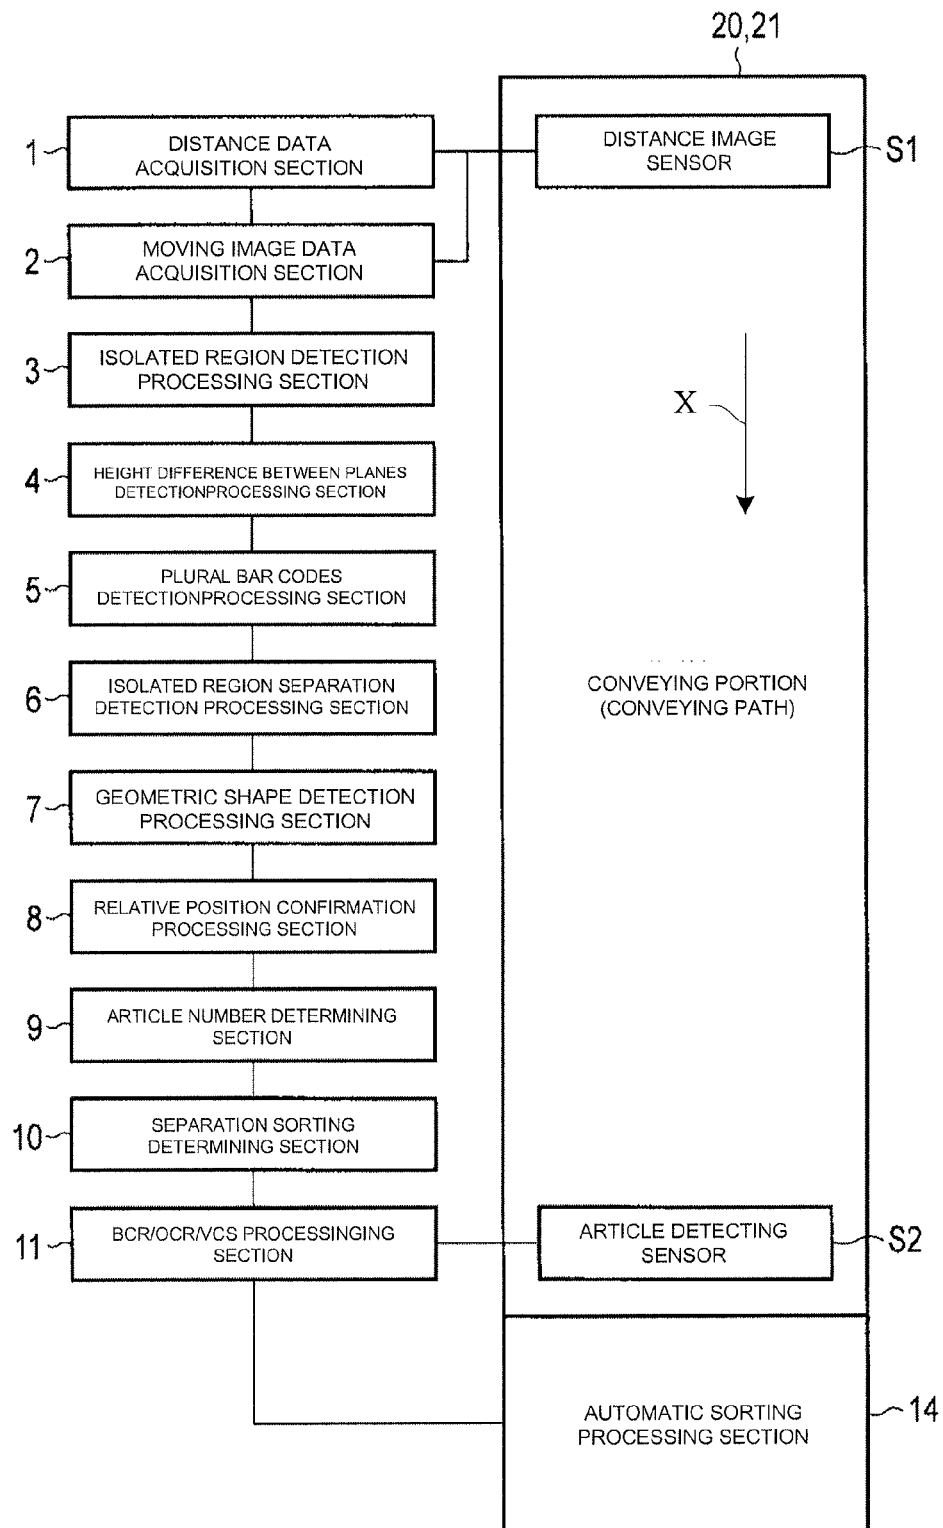 20,21
1
DISTANCE DATA
ACQUISITION SECTION
DISTANCE IMAGE
SENSOR
S1
2
MOVING IMAGE DATA
ACQUISITION SECTION
3
ISOLATED REGION DETECTION
PROCESSING SECTION
X
4
HEIGHT DIFFERENCE BETWEEN PLANES
DETECTIONPROCESSING SECTION
5
PLURAL BAR CODES
DETECTIONPROCESSING SECTION
6
ISOLATED REGION SEPARATION
DETECTION PROCESSING SECTION
CONVEYING PORTION
(CONVEYING PATH)
7
GEOMETRIC SHAPE DETECTION
PROCESSING SECTION
8
RELATIVE POSITION CONFIRMATION
PROCESSING SECTION
9
ARTICLE NUMBER DETERMINING
SECTION
10
SEPARATION SORTING
DETERMINING SECTION
11
BCR/OCR/VCS PROCESSINGING
SECTION
ARTICLE DETECTING
SENSOR
S2
AUTOMATIC SORTING
PROCESSING SECTION
14